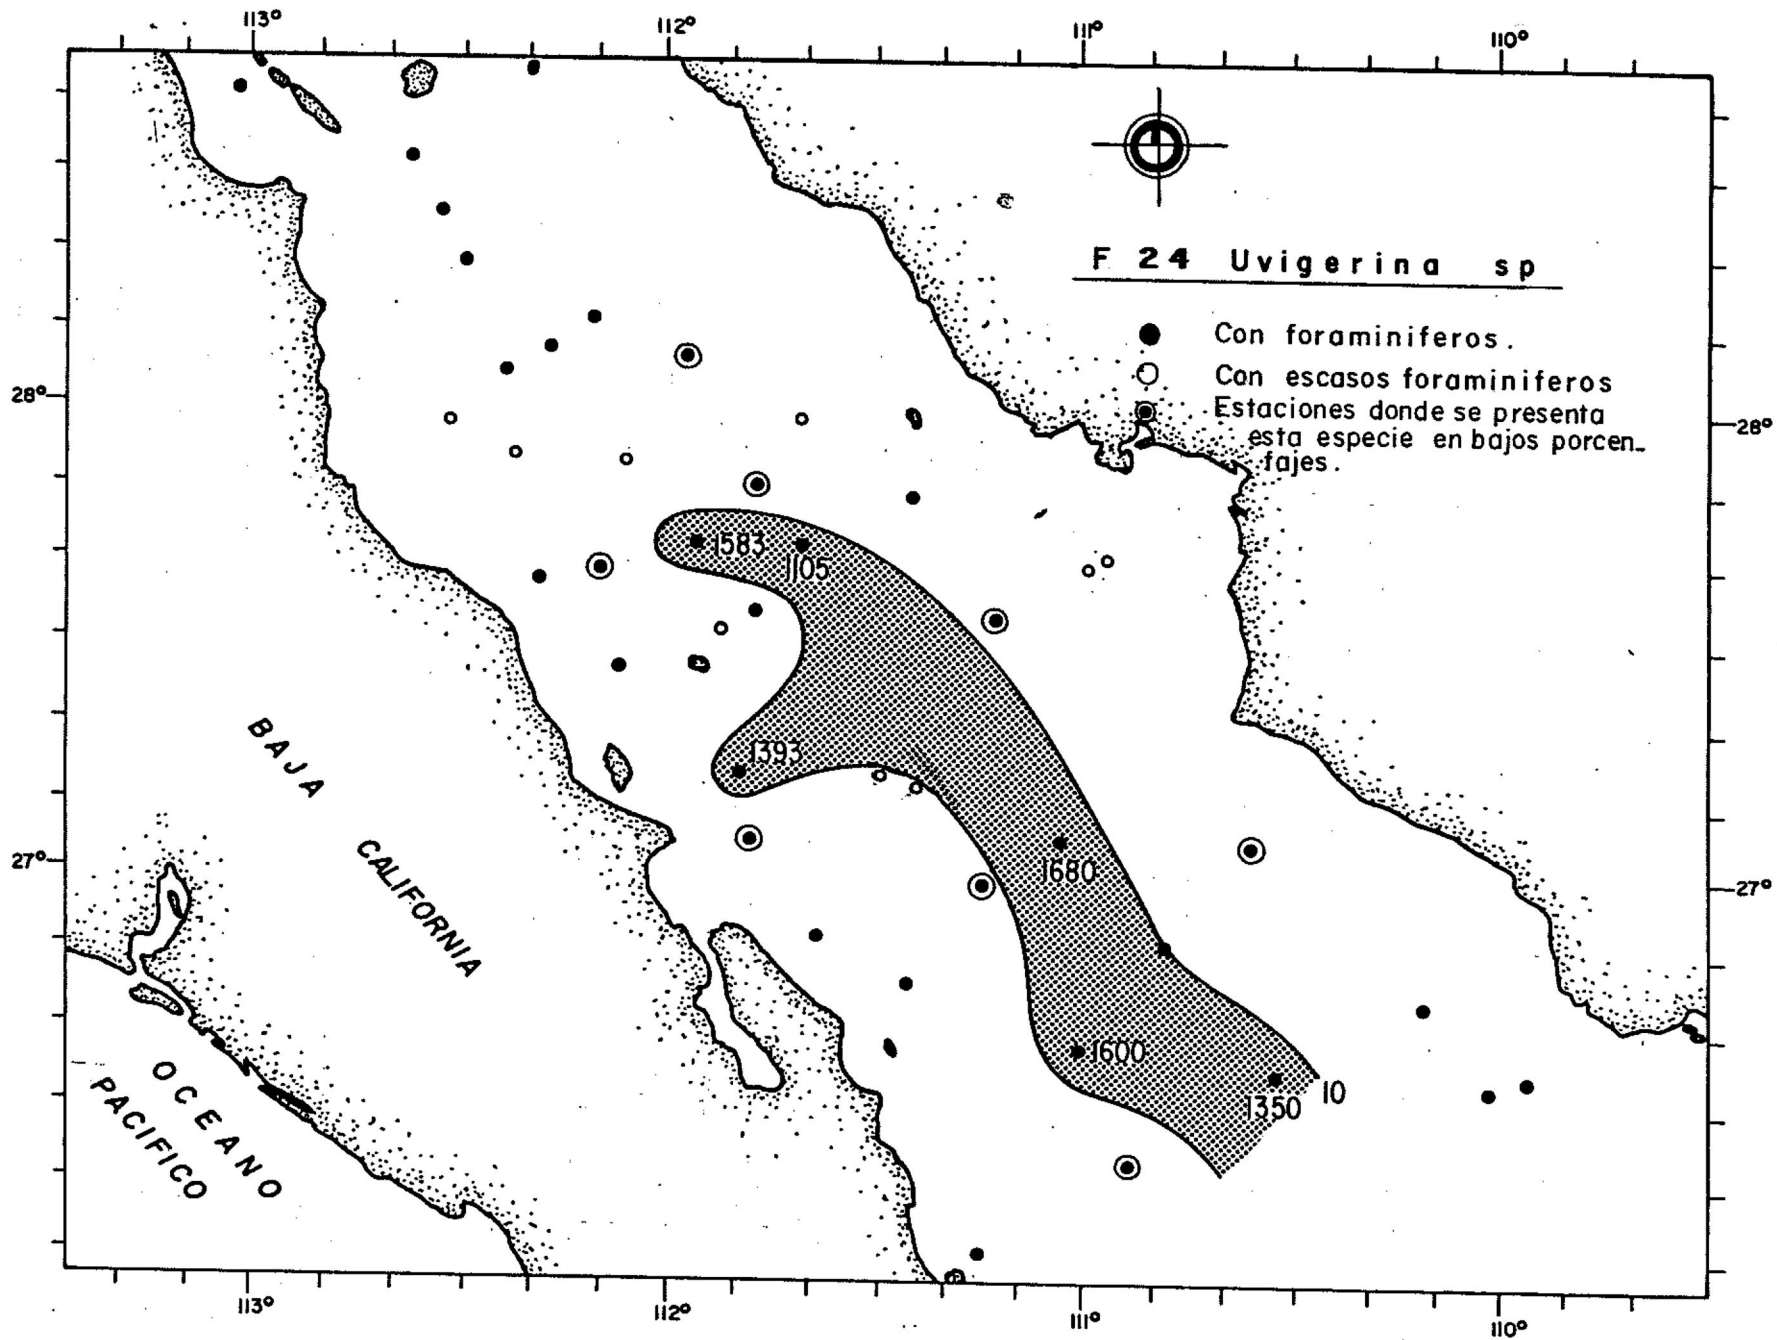 113°
112°
111°
110°
F 24 Uvigerina sp
Con foraminiferos.
Con escasos foraminiferos
Estaciones donde se presenta
esta especie en bajos porcen-
tajes.
28°
28°
1583
1105
1393
1680
27°
27°
1600
1350
10
BAJA
CALIFORNIA
OCEANO
PACIFICO
113°
112°
111°
110°